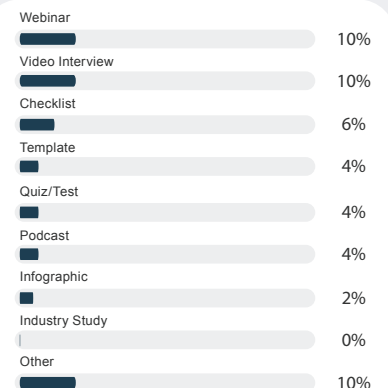 Webinar
10%
Video Interview
10%
Checklist
6%
Template
4%
Quiz/Test
4%
Podcast
4%
Infographic
2%
Industry Study
0%
Other
10%